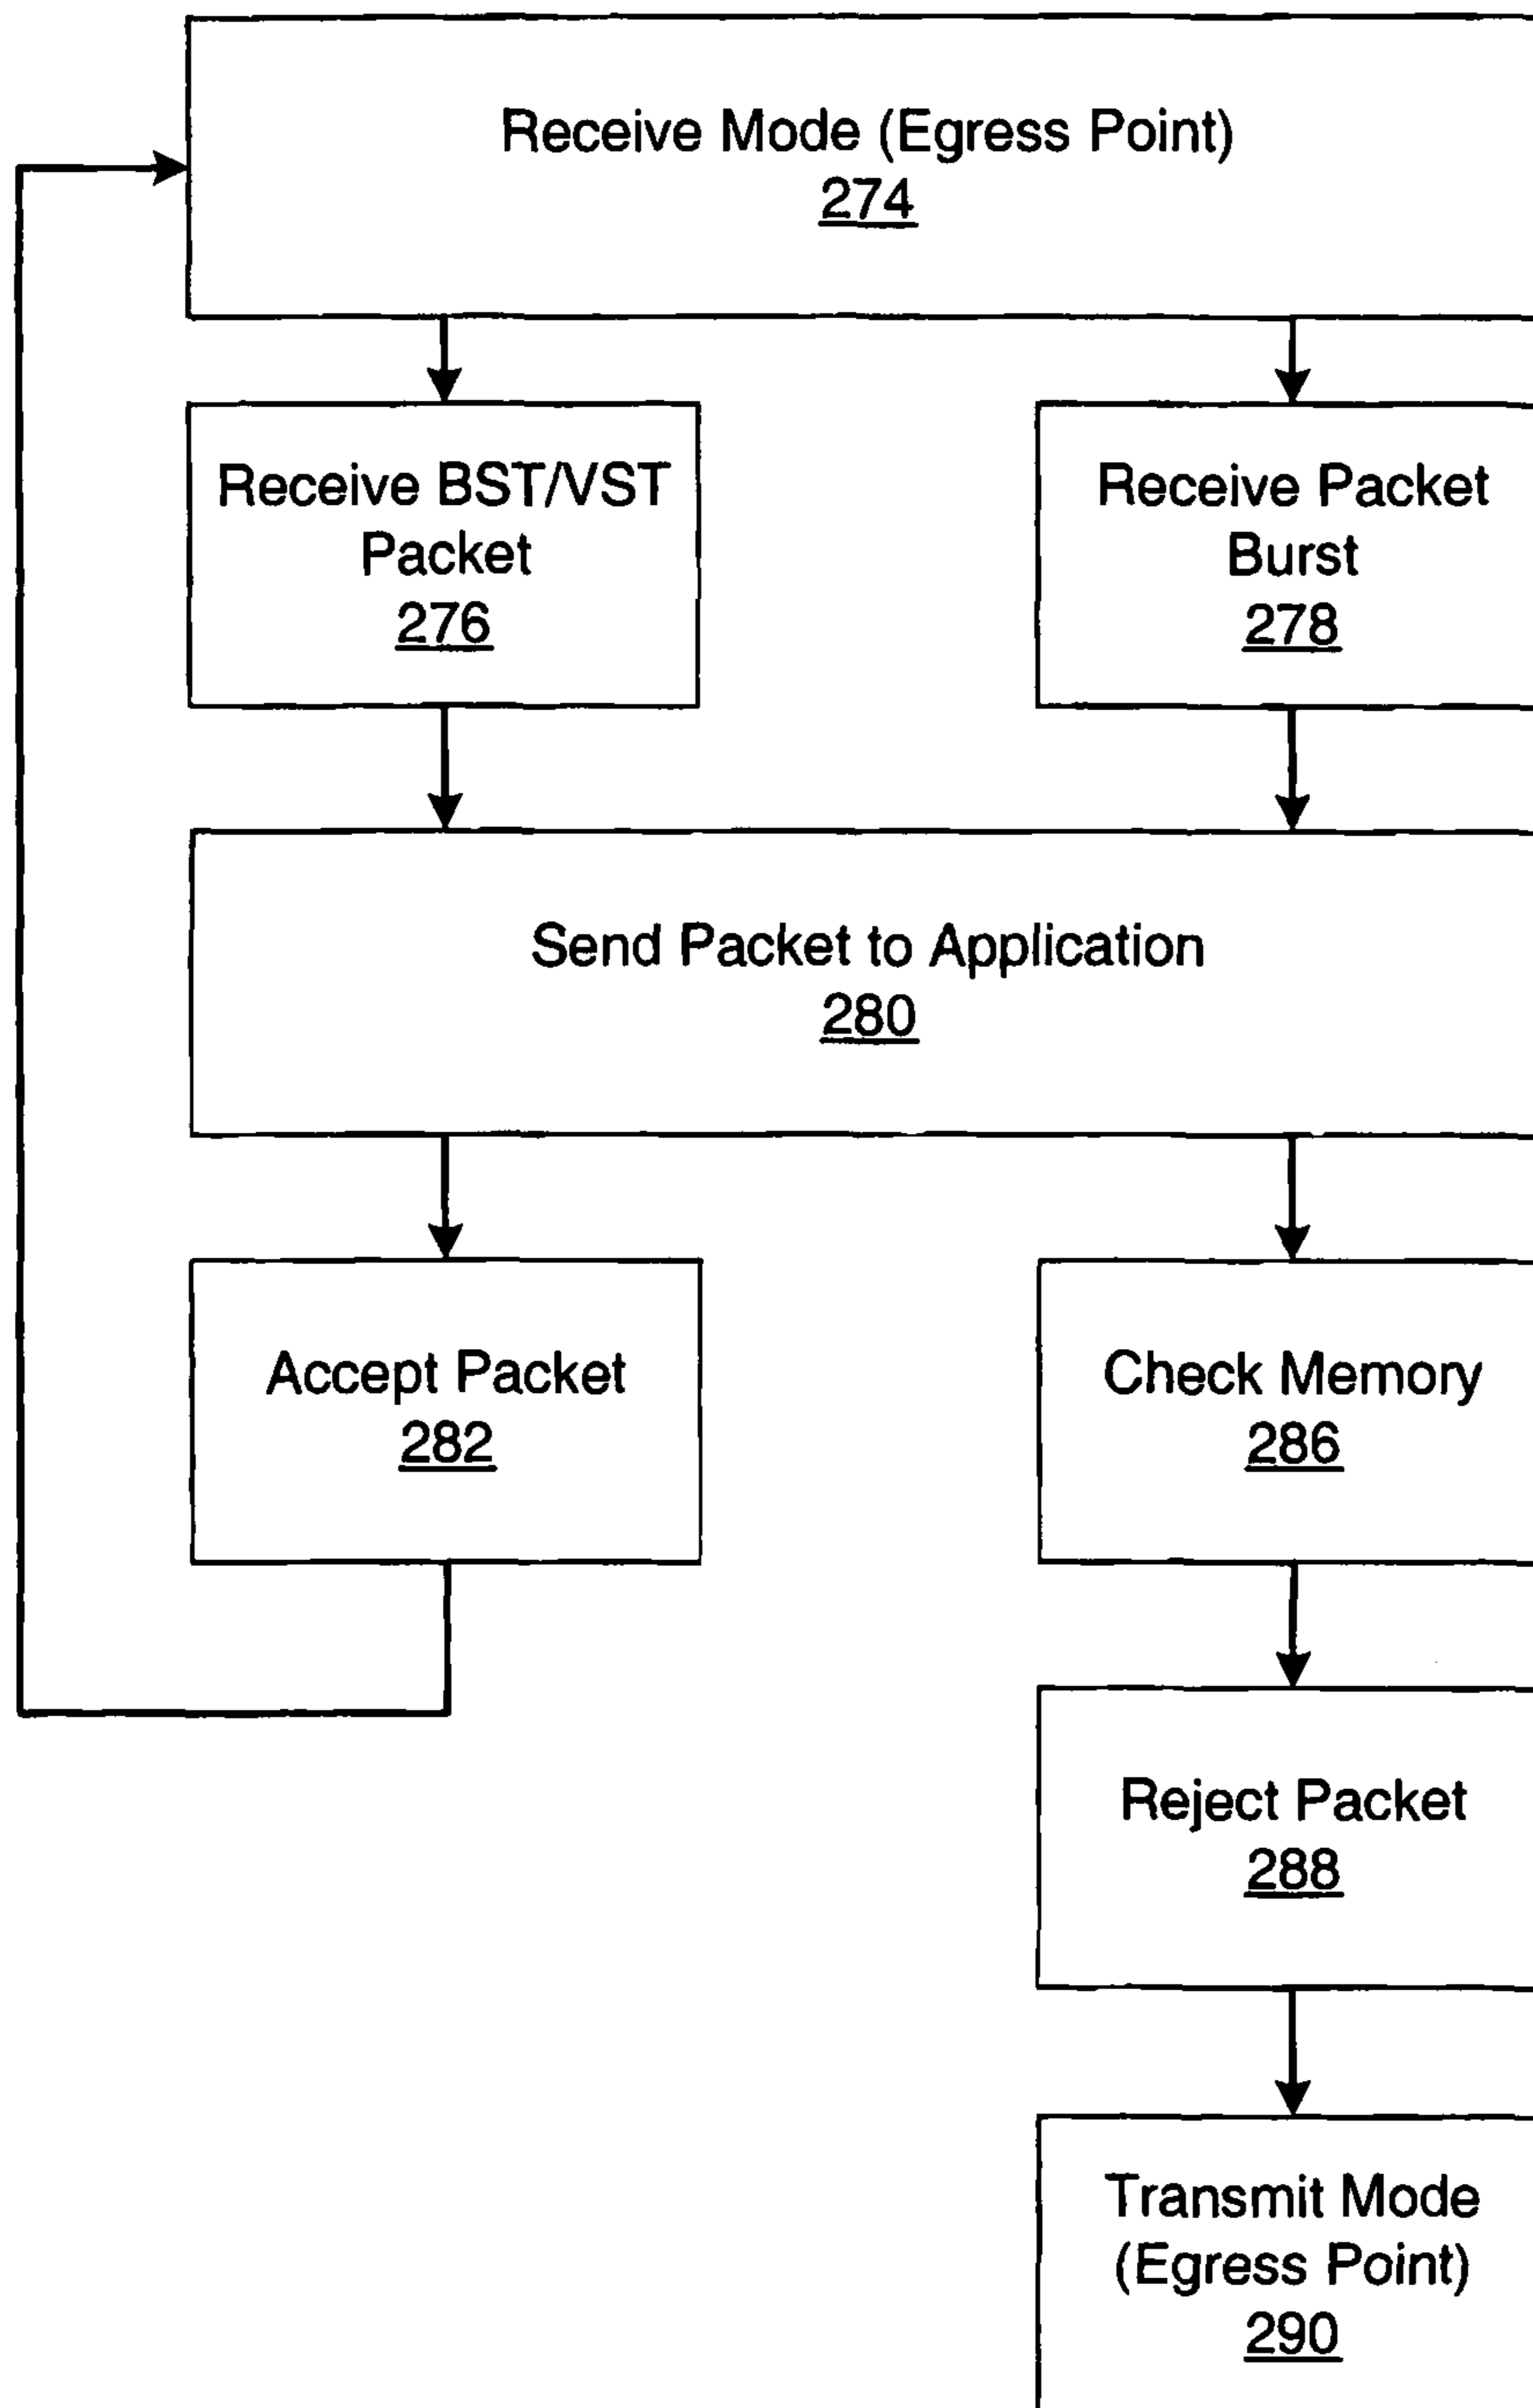 Receive Mode (Egress Point)
274
Receive BST/VST
Packet
276
Receive Packet
Burst
278
Send Packet to Application
280
Accept Packet
282
Check Memory
286
Reject Packet
288
Transmit Mode
(Egress Point)
290